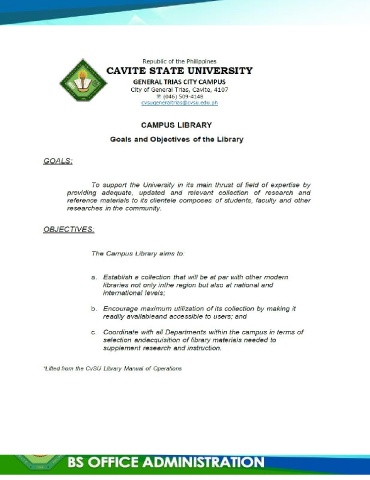 Republic of the Philippines
CAVITE STATE UNIVERSITY
GENERAL TRIAS CITY CAMPUS
City of General Trias, Cavite, 4107
(046) 509-4148
cvsugeneraltrias@cvsu.edu.ph
CAMPUS LIBRARY
Goals and Objectives of the Library
GOALS:
To support the University in its main thrust of field of expertise by
providing adequate, updated and relevant collection of research and
reference materials to its clientele composes of students, faculty and other
researches in the community.
OBJECTIVES:
The Campus Library aims to:
a. Establish a collection that will be at par with other modern
libraries not only inthe region but also at national and
international levels;
b. Encourage maximum utilization of its collection by making it
readily availableand accessible to users; and
c. Coordinate with all Departments within the campus in terms of
selection andacquisition of library materials needed to
supplement research and instruction.
*Lifted from the CvSU Library Manual of Operations
BS OFFICE ADMINISTRATION